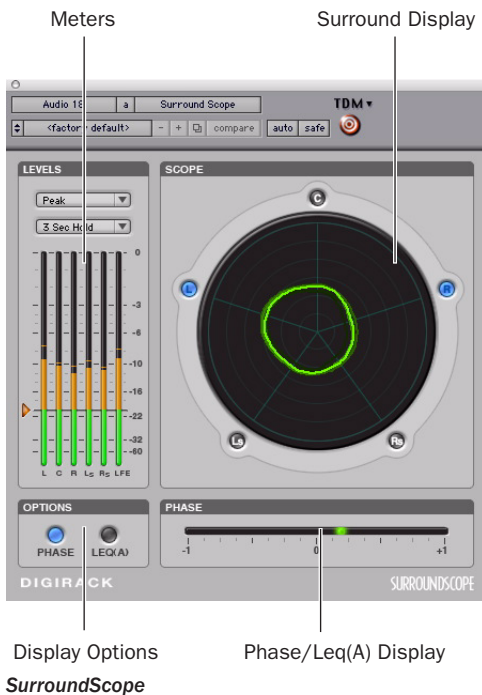 Meters
Surround Display
Audio 18 a Surround Scope TDM
<factory default> - + compare auto safe
LEVELS
SCOPE
Peak
3 Sec Hold
C
L
R
Ls
Rs
0
-3
-6
-10
-16
-22
-32
-60
L C R Ls Rs LFE
OPTIONS
PHASE
PHASE LEQ(A)
-1 0 +1
DIGIRACK
SURROUNDSCOPE
Display Options
Phase/Leq(A) Display
SurroundScope